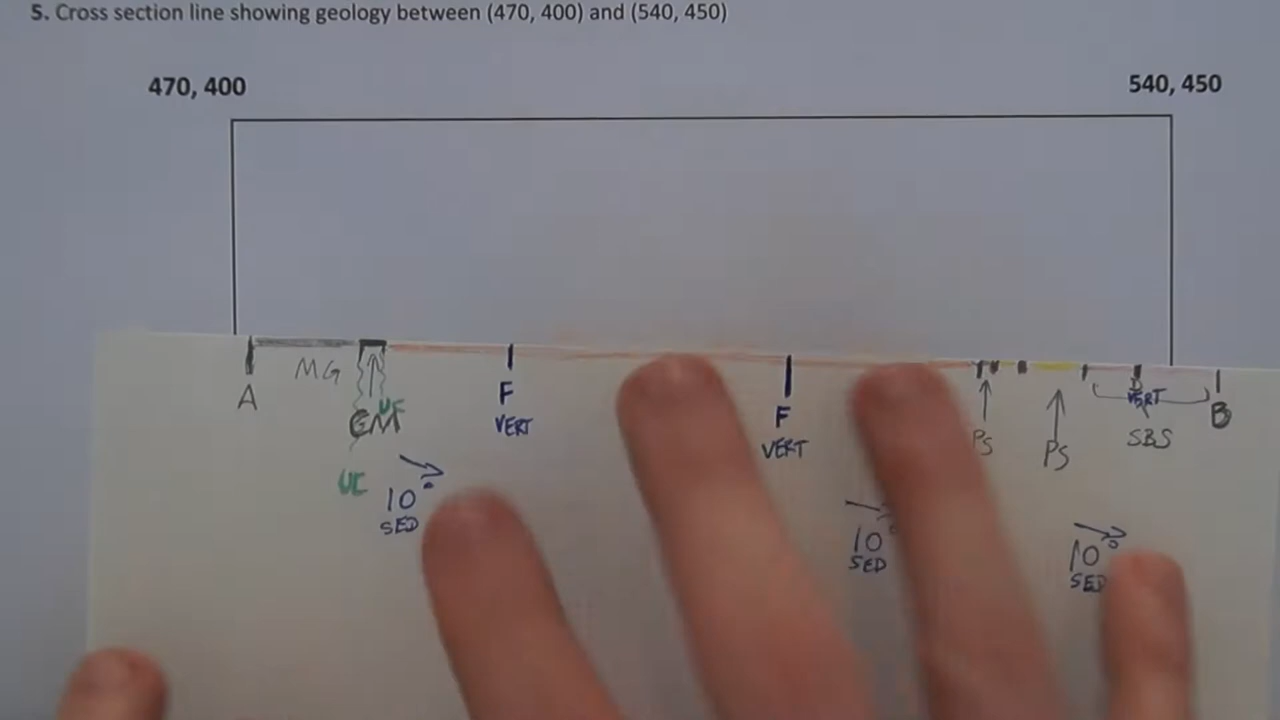 5. Cross section line showing geology between (470, 400) and (540, 450)
470, 400 540, 450
A MG GM UC F VERT F VERT PS PS VERT SBS B
UC 10° SED 10° SED 10° SED